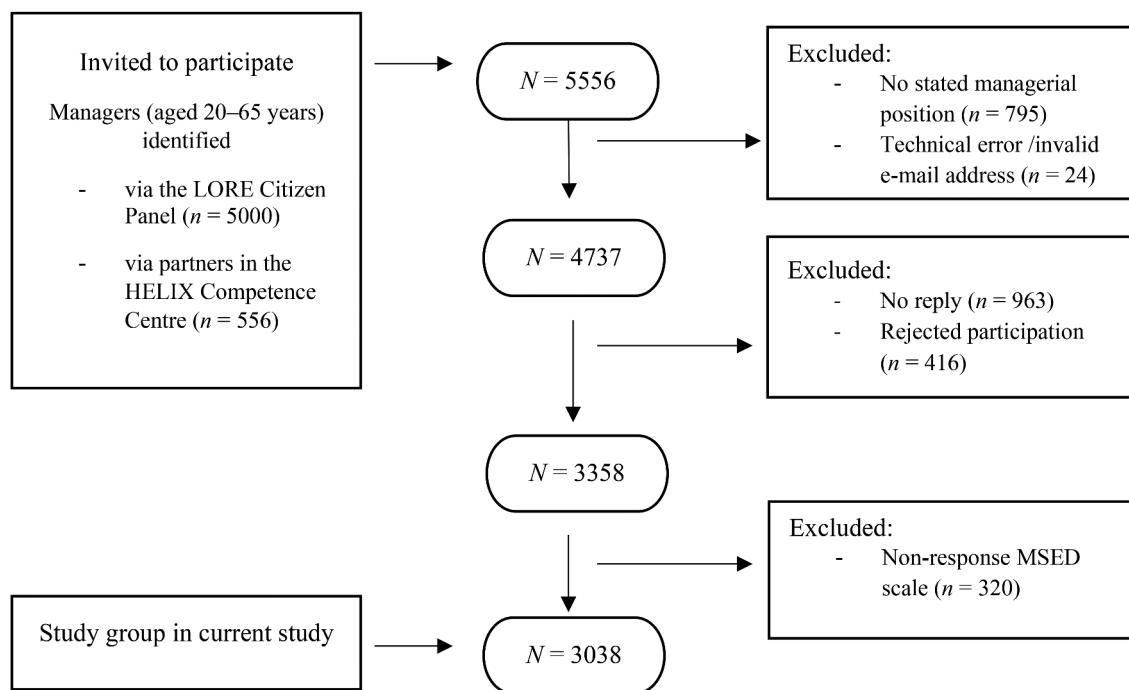 Invited to participate
Managers (aged 20–65 years)
identified
- via the LORE Citizen
Panel (n = 5000)
- via partners in the
HELIX Competence
Centre (n = 556)
N = 5556
Excluded:
- No stated managerial
position (n = 795)
- Technical error /invalid
e-mail address (n = 24)
N = 4737
Excluded:
- No reply (n = 963)
- Rejected participation
(n = 416)
N = 3358
Excluded:
- Non-response MSED
scale (n = 320)
Study group in current study
N = 3038